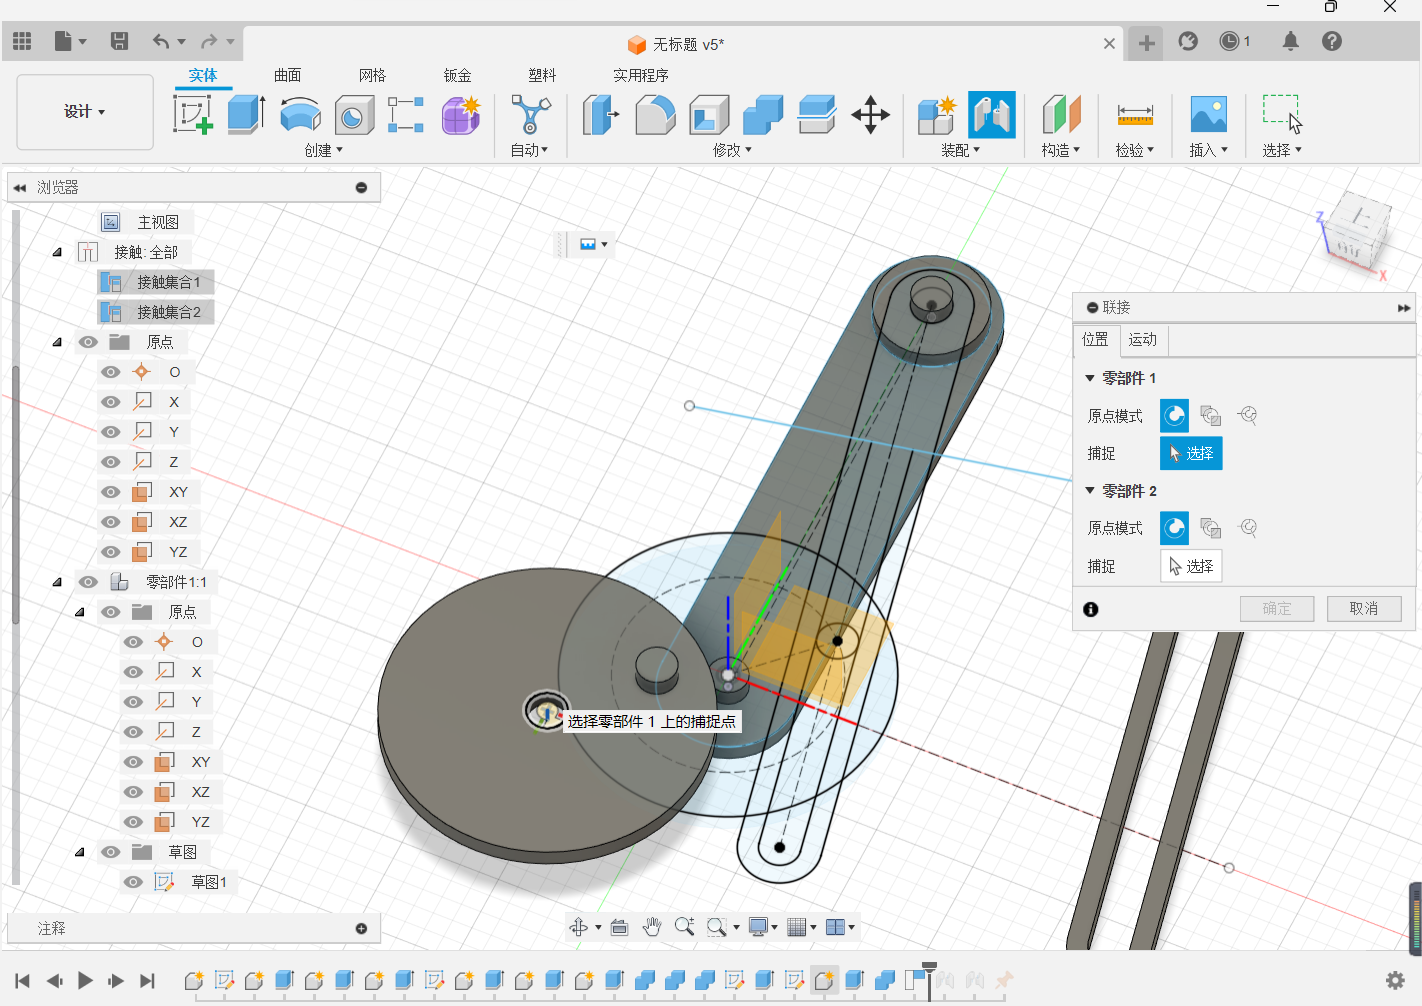 无标题 v5*
1
设计
实体 曲面 网格 钣金 塑料 实用程序
创建 自动 修改 装配 构造 检验 插入 选择
浏览器
主视图
接触: 全部
接触集合1
接触集合2
原点
O
X
Y
Z
XY
XZ
YZ
零部件1:1
原点
O
X
Y
Z
XY
XZ
YZ
草图
草图1
注释
Z
X
联接
位置 运动
零部件 1
原点模式
捕捉 选择
零部件 2
原点模式
捕捉 选择
确定 取消
选择零部件 1 上的捕捉点